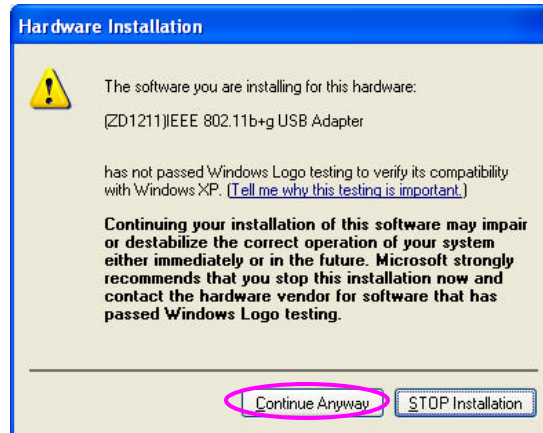 Hardware Installation
The software you are installing for this hardware:
(ZD1211)IEEE 802.11b+g USB Adapter
has not passed Windows Logo testing to verify its compatibility
with Windows XP. (Tell me why this testing is important.)
Continuing your installation of this software may impair
or destabilize the correct operation of your system
either immediately or in the future. Microsoft strongly
recommends that you stop this installation now and
contact the hardware vendor for software that has
passed Windows Logo testing.
Continue Anyway
STOP Installation